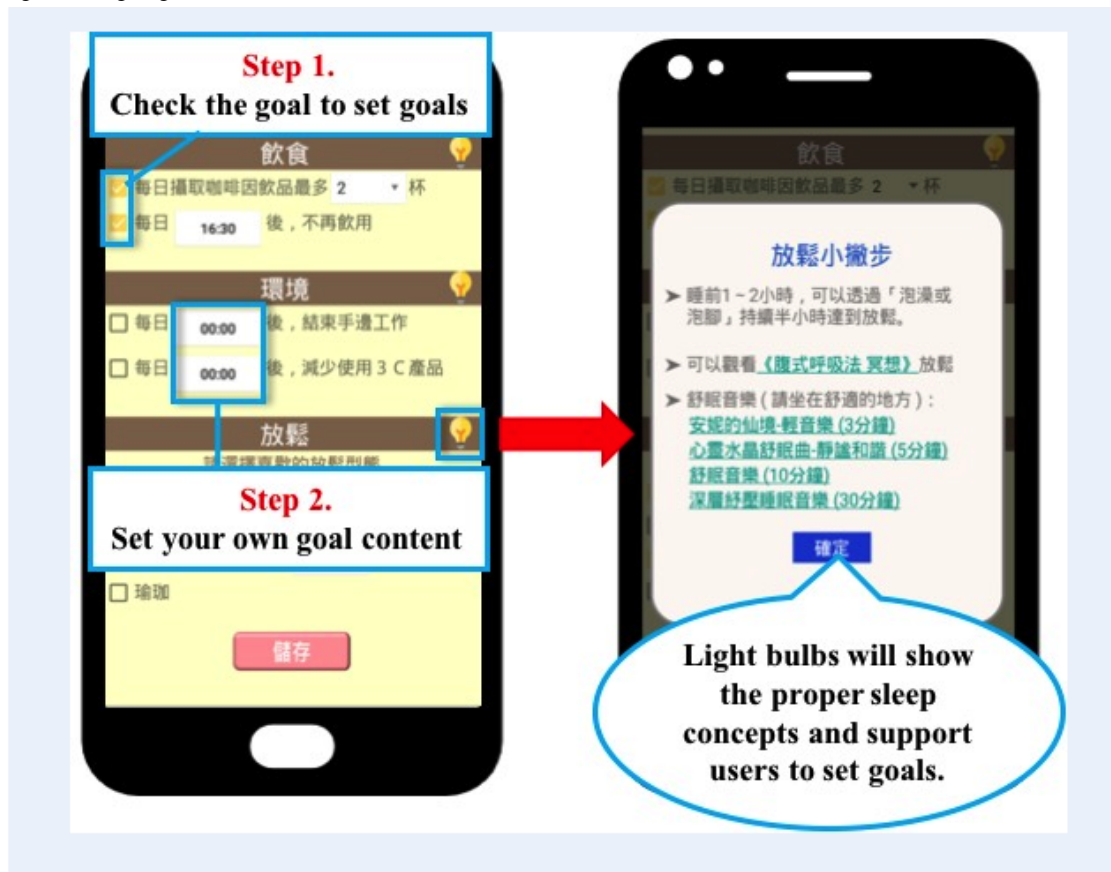 Step 1.
Check the goal to set goals
飲食
每日攝取咖啡因飲品最多 2 杯
每日 16:30 後，不再飲用
環境
每日 00:00 後，結束手邊工作
每日 00:00 後，減少使用3C產品
放鬆
請選擇喜歡的放鬆型態
Step 2.
Set your own goal content
瑜珈
儲存
飲食
每日攝取咖啡因飲品最多 2 杯
放鬆小撇步
➤ 睡前1~2小時，可以透過「泡澡或
泡腳」持續半小時達到放鬆。
➤ 可以觀看《腹式呼吸法 冥想》放鬆
➤ 舒眠音樂(請坐在舒適的地方)：
安妮的仙境-輕音樂 (3分鐘)
心靈水晶舒眠曲-靜謐和諧 (5分鐘)
舒眠音樂 (10分鐘)
深層紓壓睡眠音樂 (30分鐘)
確定
Light bulbs will show
the proper sleep
concepts and support
users to set goals.